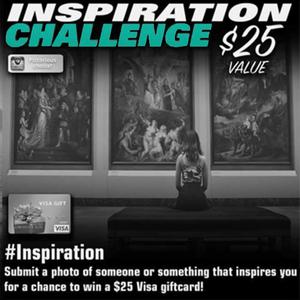 INSPIRATION
CHALLENGE
$25
VALUE
VISA GIFT
VISA
#Inspiration
Submit a photo of someone or something that inspires you
for a chance to win a $25 Visa giftcard!